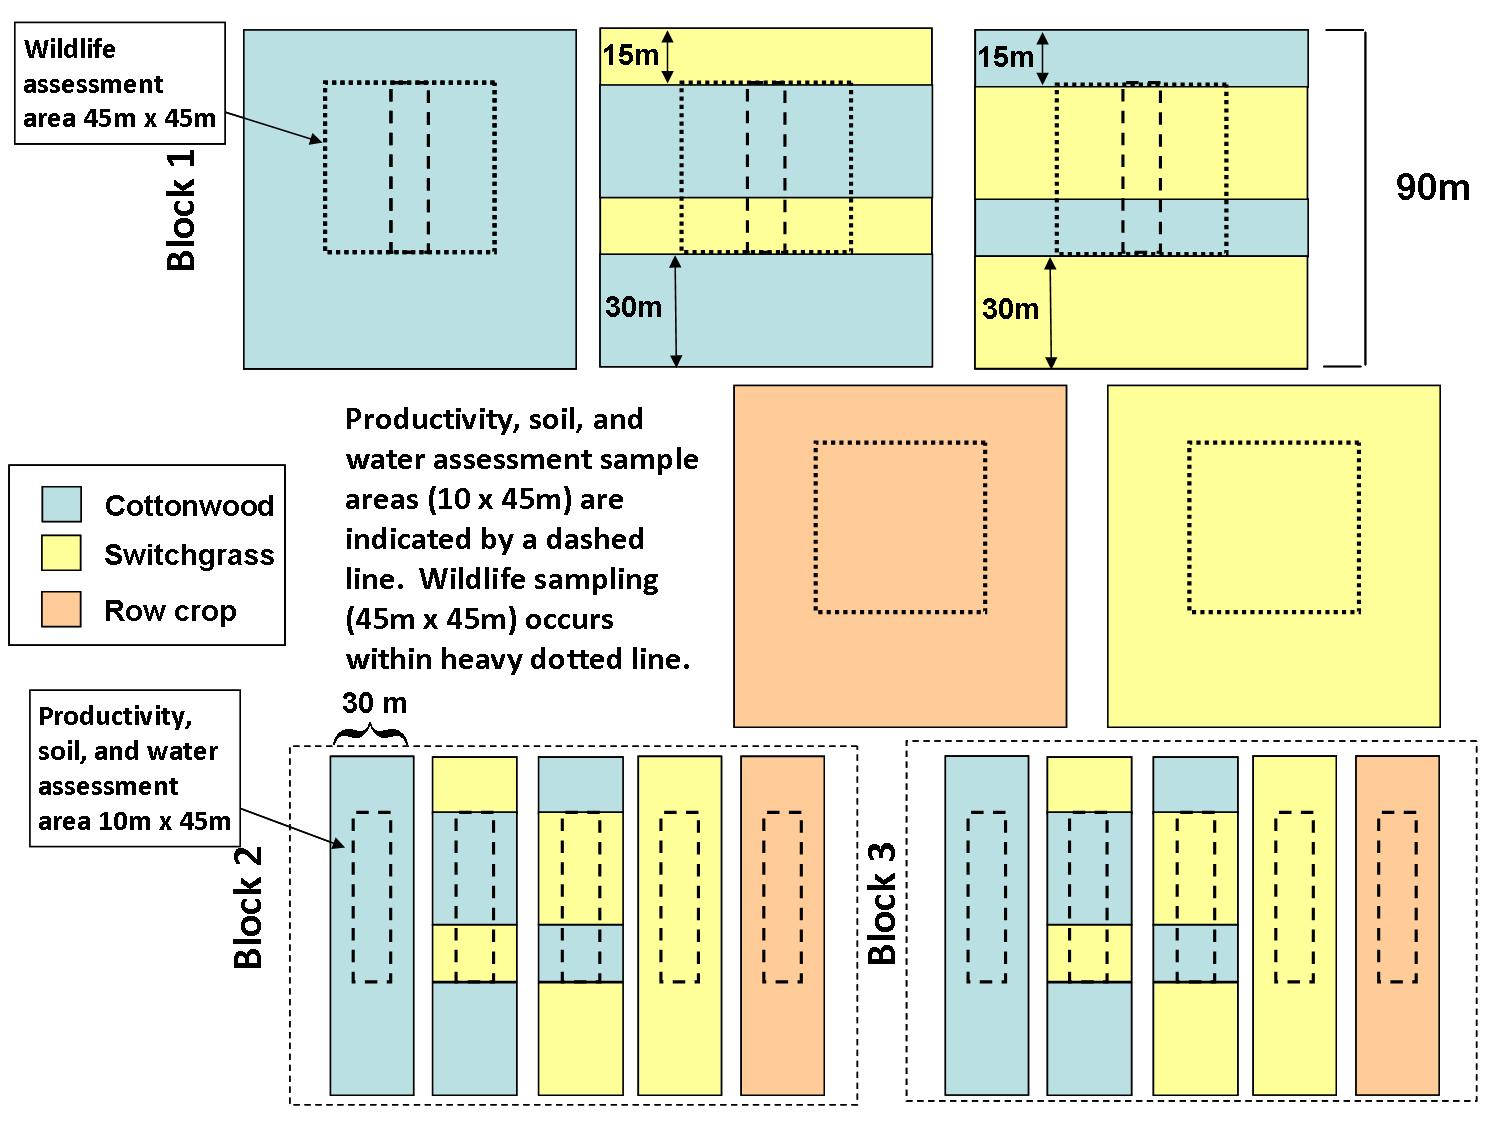 Wildlife
assessment
area 45m x 45m
Block 1
15m
30m
15m
30m
90m
Productivity, soil, and
water assessment sample
areas (10 x 45m) are
indicated by a dashed
line.  Wildlife sampling
(45m x 45m) occurs
within heavy dotted line.
Cottonwood
Switchgrass
Row crop
30 m
Productivity,
soil, and water
assessment
area 10m x 45m
Block 2
Block 3